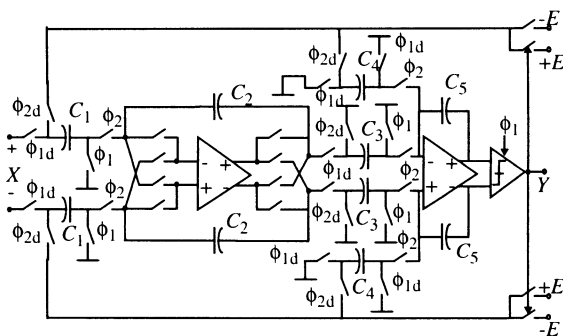 -E
ϕ1d
ϕ2d C4 ϕ2 +E
ϕ2d C1 ϕ2 C2 ϕ1d C5
ϕ2d ϕ1 ϕ1
+ ϕ1d C3
X ϕ1 - + - + ϕ2 Y
- ϕ1d ϕ2 ϕ1d
C1 ϕ1 C2 ϕ2d C3 ϕ1 C5
ϕ2d ϕ1d ϕ2
ϕ2d C4 ϕ1d +E
-E